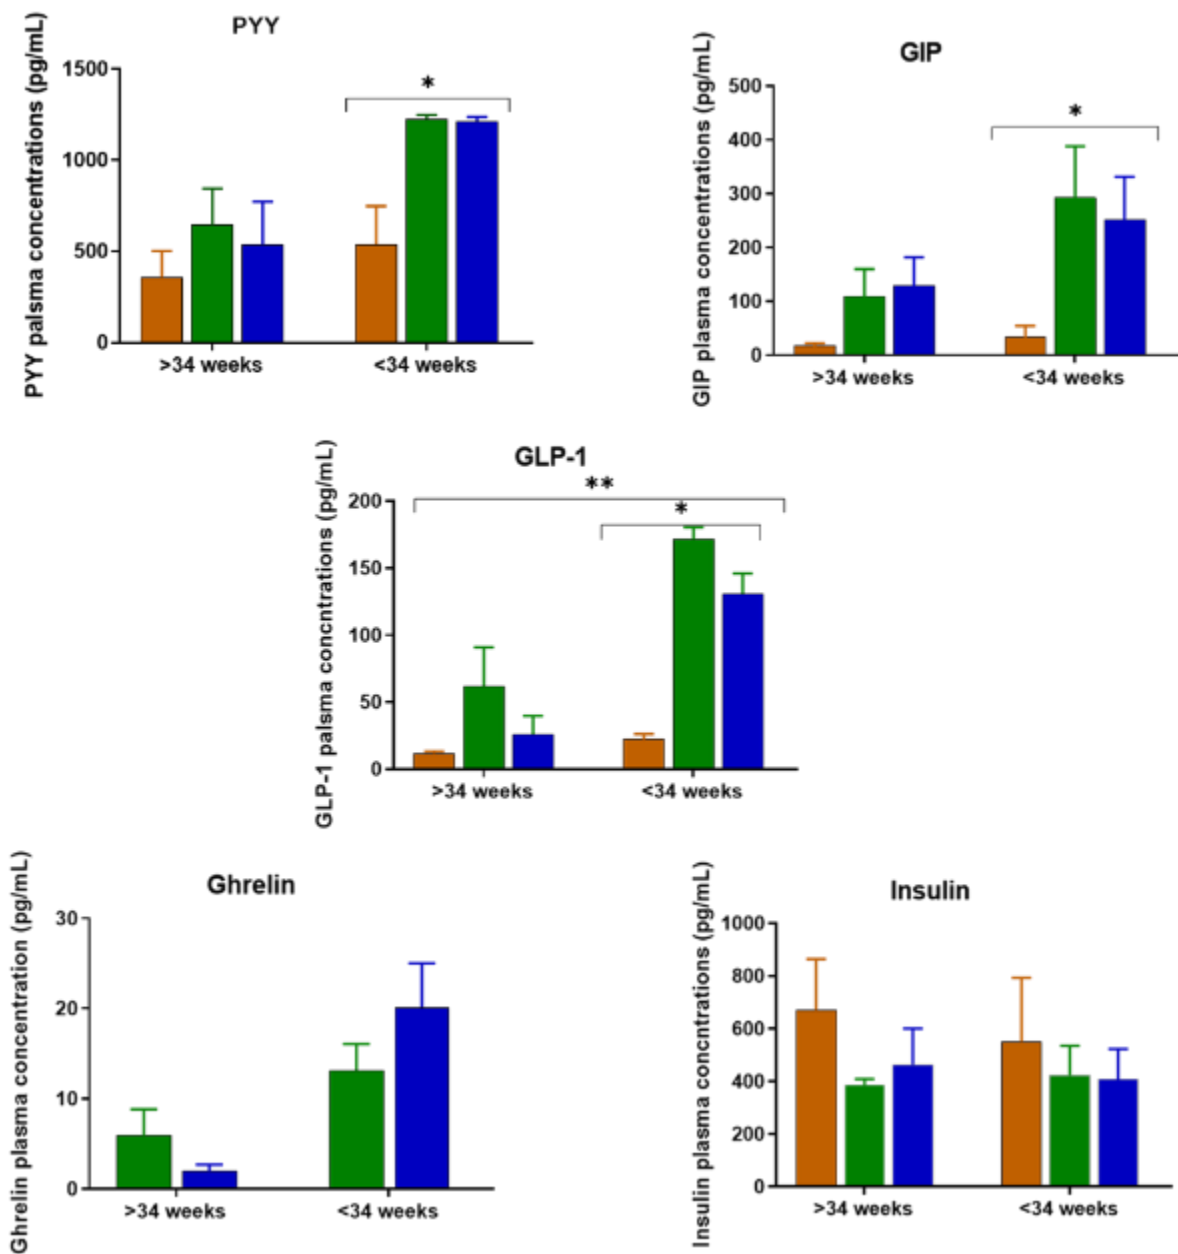 PYY
PYY palsma concentrations (pg/mL)
1500
1000
500
0
*
>34 weeks
<34 weeks
GIP
GIP plasma concentrations (pg/mL)
500
400
300
200
100
0
*
>34 weeks
<34 weeks
GLP-1
GLP-1 palsma concntrations (pg/mL)
200
150
100
50
0
**
*
>34 weeks
<34 weeks
Ghrelin
Ghrelin plasma concentration (pg/mL)
30
20
10
0
>34 weeks
<34 weeks
Insulin
Insulin plasma concntrations (pg/mL)
1000
800
600
400
200
0
>34 weeks
<34 weeks